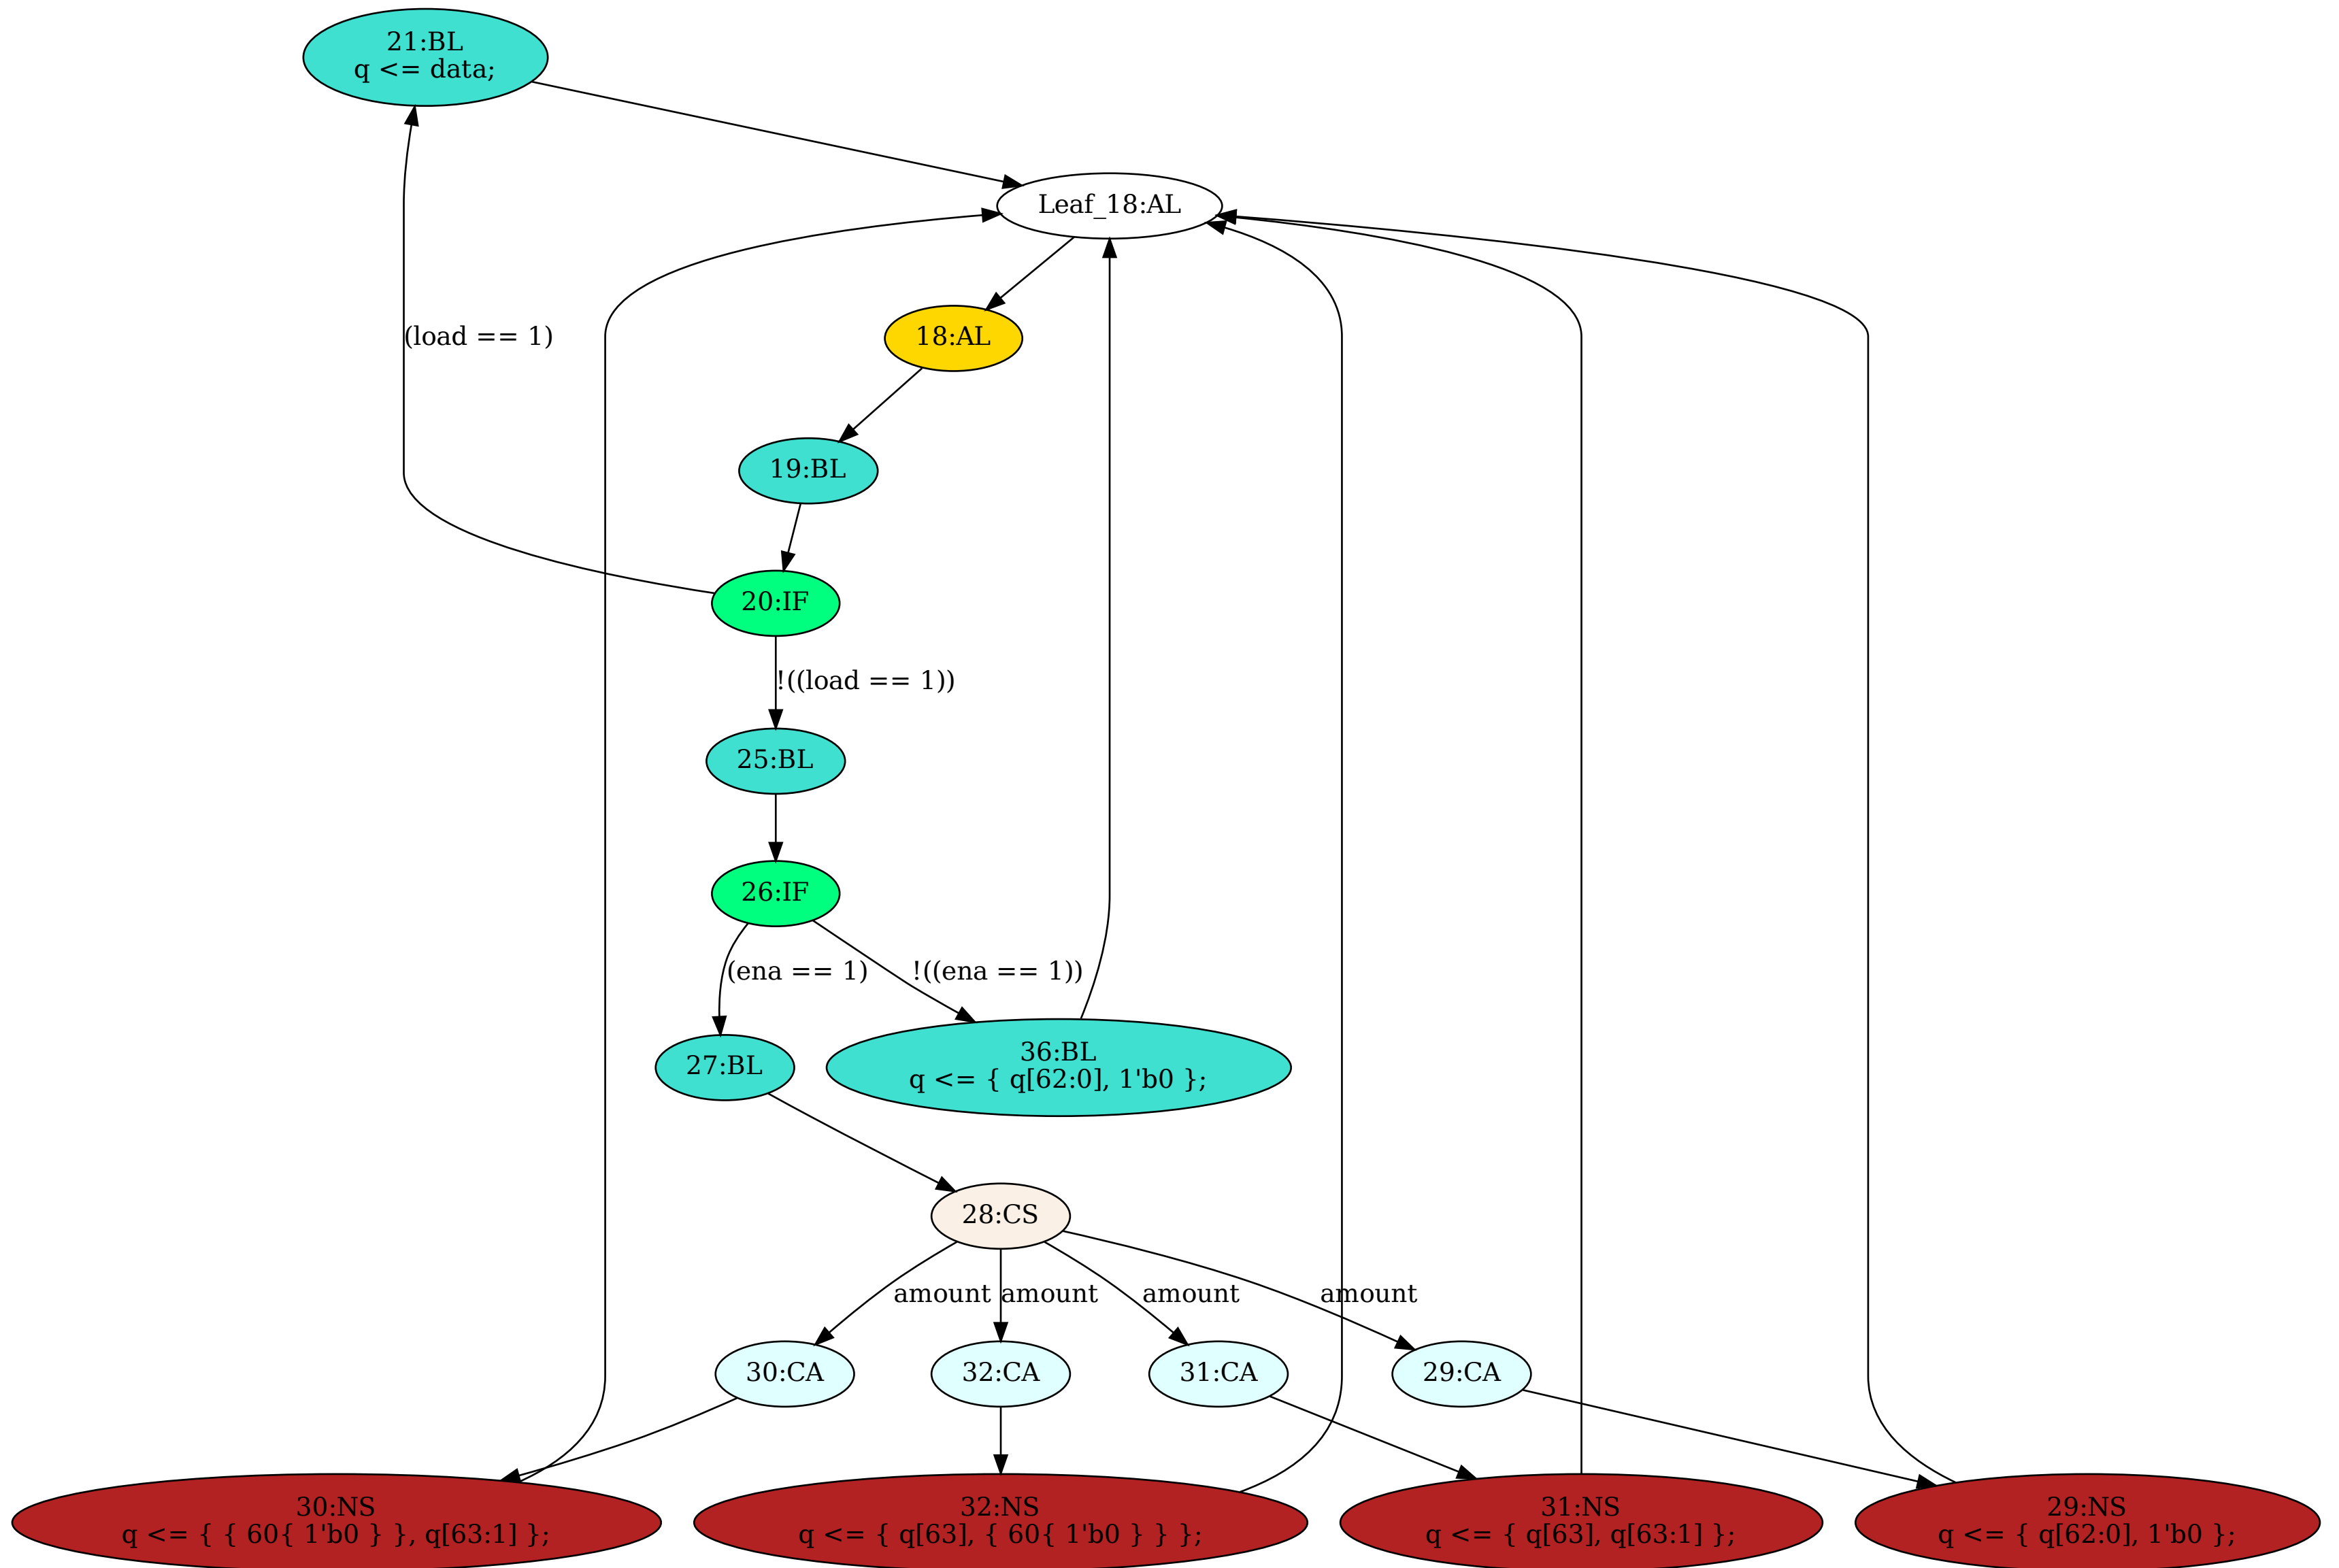 21:BL
q <= data;
Leaf_18:AL
(load == 1)
18:AL
19:BL
20:IF
!((load == 1))
25:BL
26:IF
(ena == 1)
!((ena == 1))
27:BL
36:BL
q <= { q[62:0], 1'b0 };
28:CS
amount
amount
amount
amount
30:CA
32:CA
31:CA
29:CA
30:NS
q <= { { 60{ 1'b0 } }, q[63:1] };
32:NS
q <= { q[63], { 60{ 1'b0 } } };
31:NS
q <= { q[63], q[63:1] };
29:NS
q <= { q[62:0], 1'b0 };